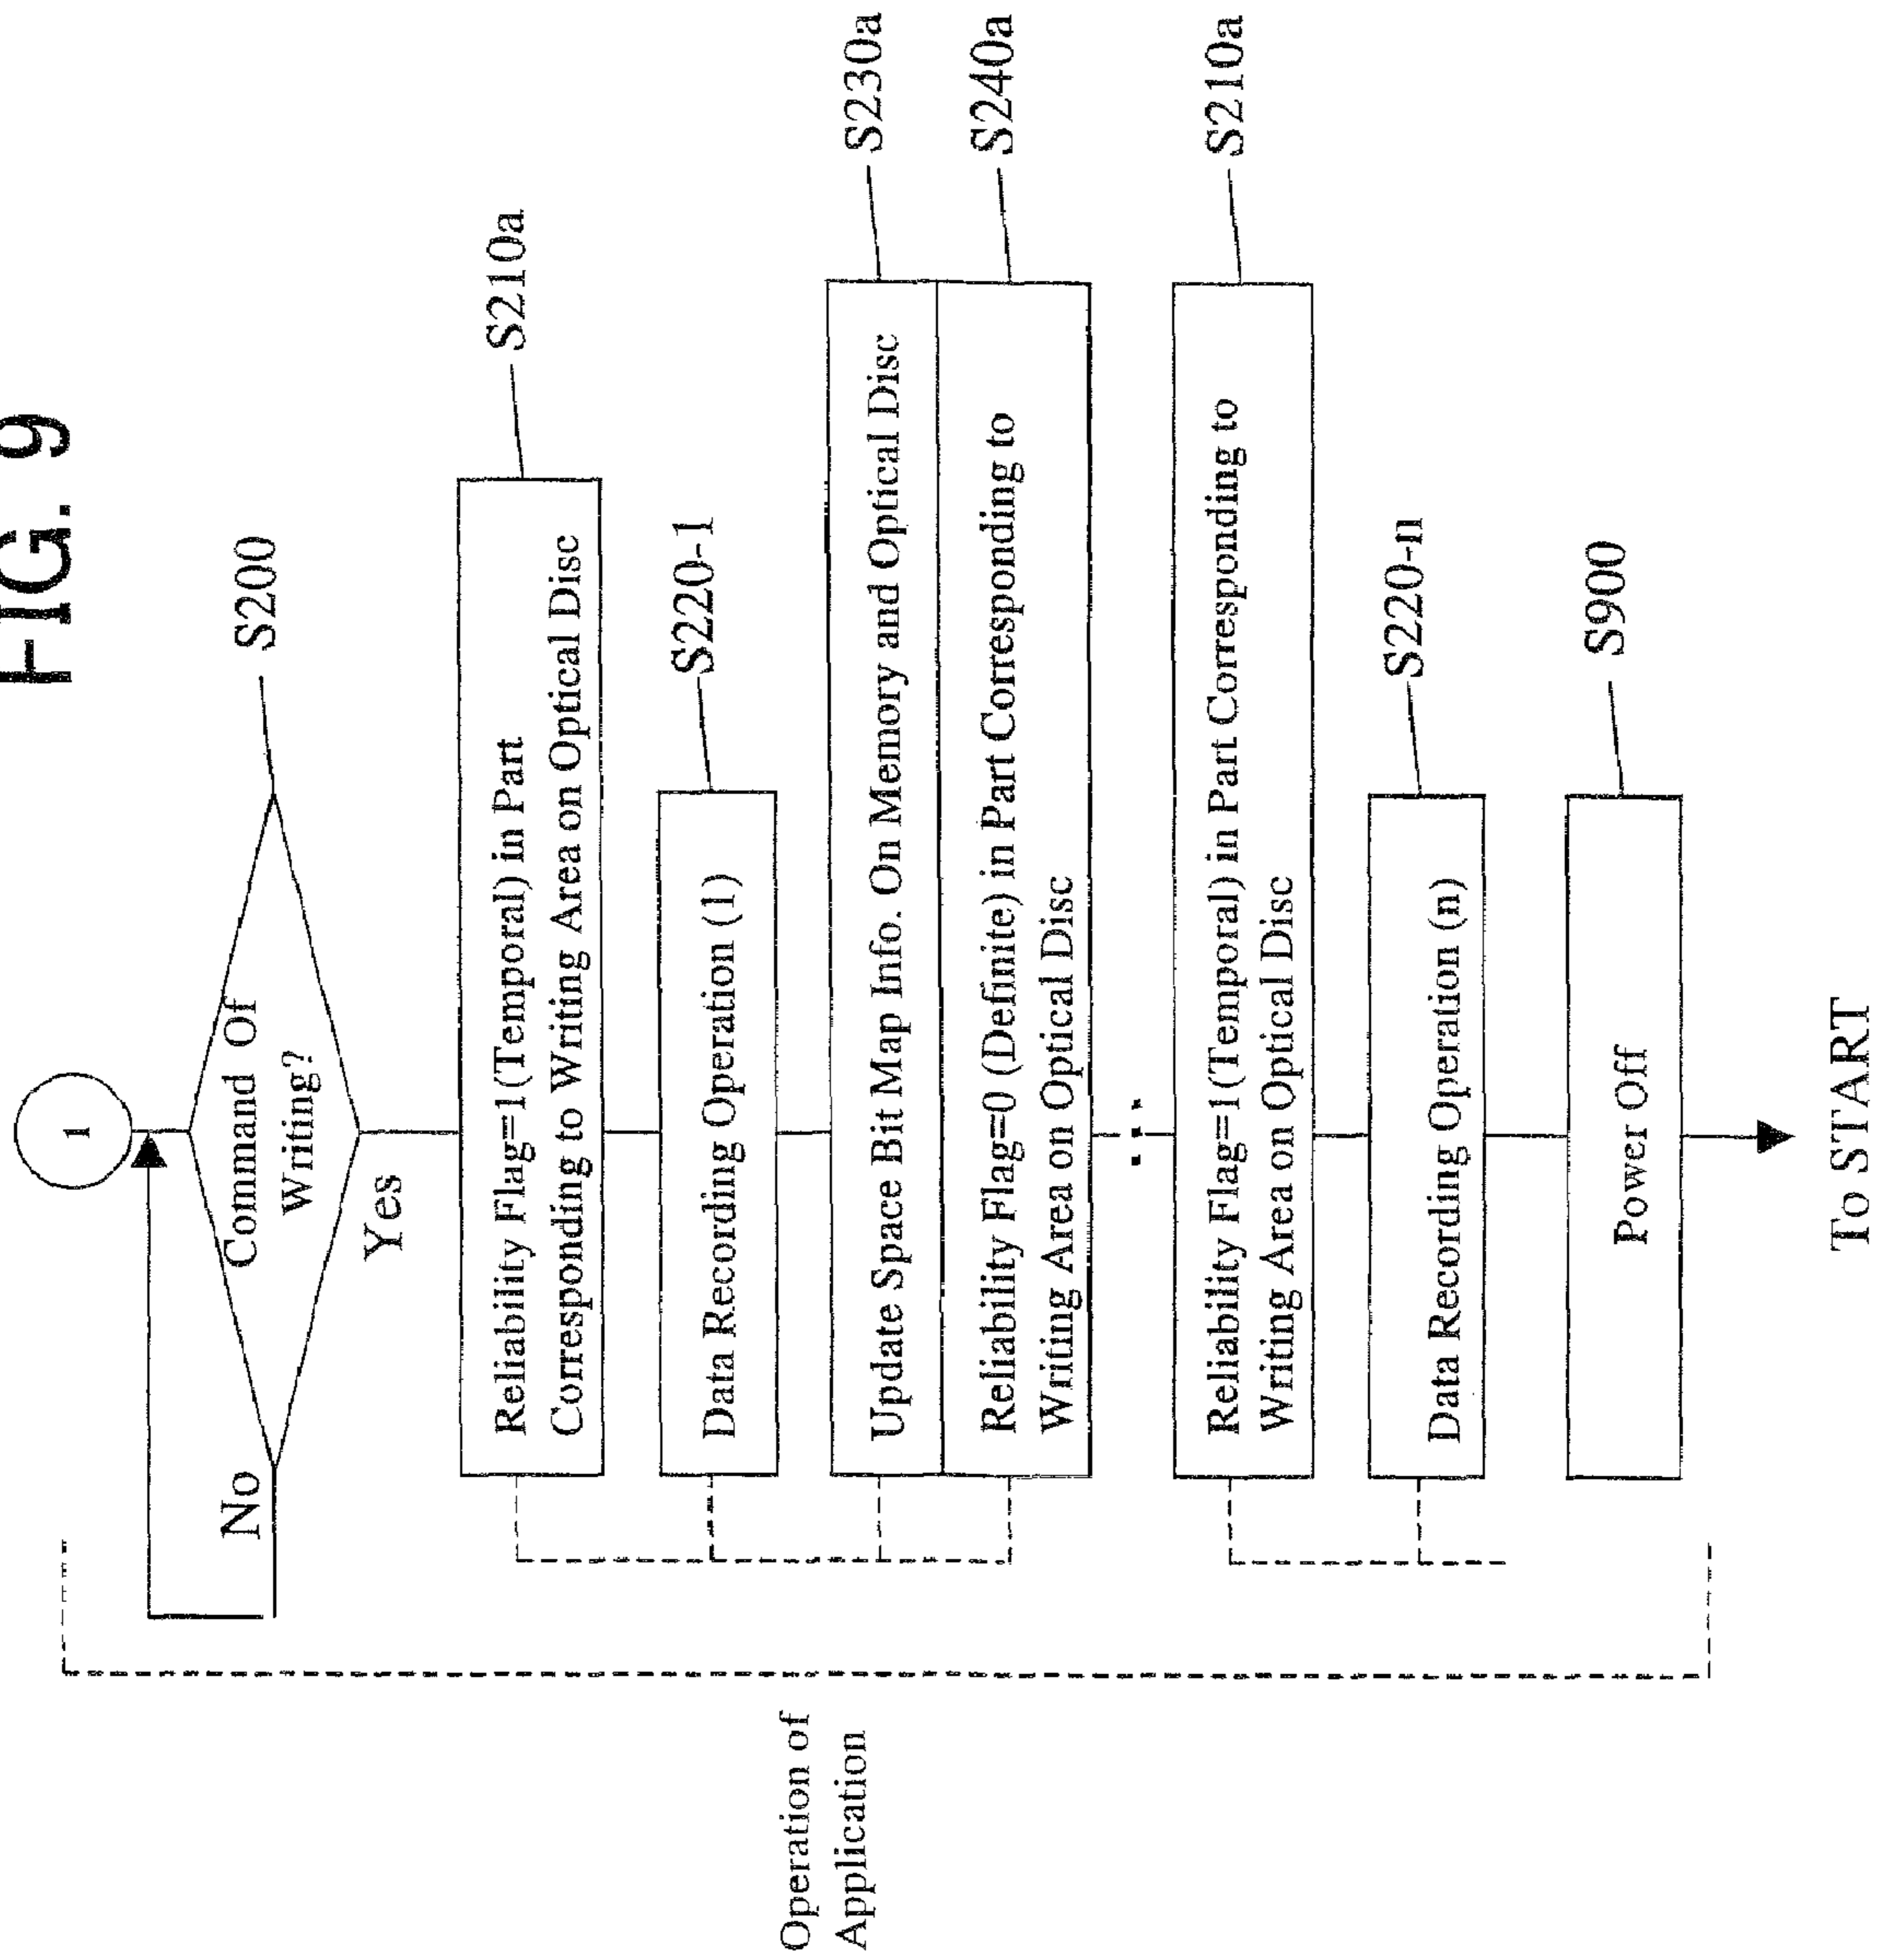 FIG. 9
1
Command Of
Writing?
S200
No
Yes
Reliability Flag=1(Temporal) in Part
Corresponding to Writing Area on Optical Disc
S210a
Data Recording Operation (1)
S220-1
Update Space Bit Map Info. On Memory and Optical Disc
S230a
Reliability Flag=0 (Definite) in Part Corresponding to
Writing Area on Optical Disc
S240a
Reliability Flag=1(Temporal) in Part Corresponding to
Writing Area on Optical Disc
S210a
Data Recording Operation (n)
S220-n
Power Off
S900
To START
Operation of
Application